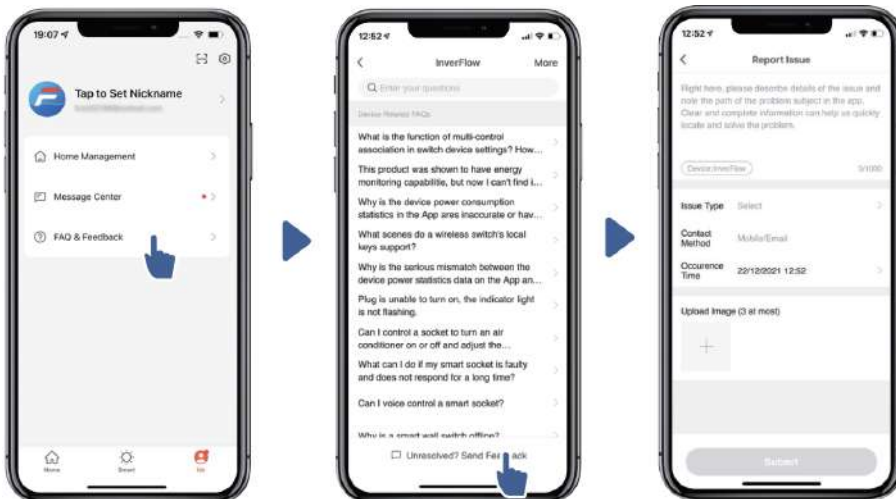 19:07
Tap to Set Nickname
Home Management
Message Center
FAQ & Feedback
Home
Smart
Me
12:52
InverFlow
More
Enter your questions
Device Related FAQs
What is the function of multi-control
association in switch device settings? How...
This product was shown to have energy
monitoring capabilitie, but now I can't find i...
Why is the device power consumption
statistics in the App ares inaccurate or hav...
What scenes do a wireless switch's local
keys support?
Why is the serious mismatch between the
device power statistics data on the App an...
Plug is unable to turn on, the indicator light
is not flashing.
Can I control a socket to turn an air
conditioner on or off and adjust the...
What can I do if my smart socket is faulty
and does not respond for a long time?
Can I voice control a smart socket?
Why is a smart wall switch offline?
Unresolved? Send Fee ack
12:52
Report Issue
Right here, please describe details of the issue and
note the path of the problem subject in the app.
Clear and complete information can help us quickly
locate and solve the problem.
Device:InverFlow
/1000
Issue Type Select
Contact
Method
Mobile/Email
Occurence
Time
22/12/2021 12:52
Upload Image (3 at most)
Submit